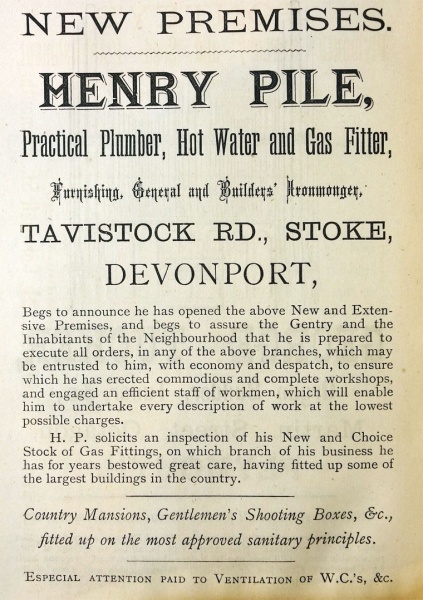 NEW PREMISES.
HENRY PILE,
Practical Plumber, Hot Water and Gas Fitter,
Furnishing, General and Builders' Ironmonger,
TAVISTOCK RD., STOKE,
DEVONPORT,
Begs to announce he has opened the above New and Exten-
sive Premises, and begs to assure the Gentry and the
Inhabitants of the Neighbourhood that he is prepared to
execute all orders, in any of the above branches, which may
be entrusted to him, with economy and despatch, to ensure
which he has erected commodious and complete workshops,
and engaged an efficient staff of workmen, which will enable
him to undertake every description of work at the lowest
possible charges.
H. P. solicits an inspection of his New and Choice
Stock of Gas Fittings, on which branch of his business he
has for years bestowed great care, having fitted up some of
the largest buildings in the country.
Country Mansions, Gentlemen's Shooting Boxes, &c.,
fitted up on the most approved sanitary principles.
ESPECIAL ATTENTION PAID TO VENTILATION OF W.C.'S, &c.